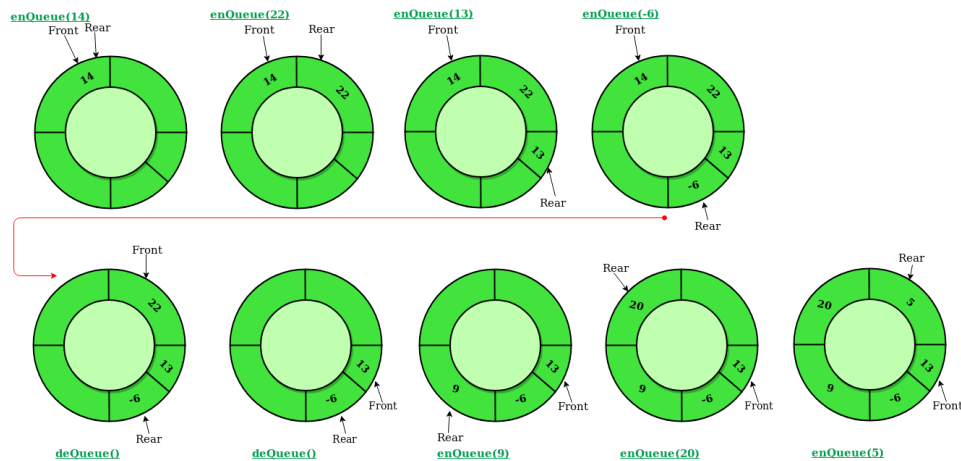 enQueue(14)
Front
Rear
14
enQueue(22)
Front
Rear
14
22
enQueue(13)
Front
14
22
13
Rear
enQueue(-6)
Front
14
22
13
-6
Rear
Front
22
13
-6
Rear
deQueue()
13
-6
Front
Rear
deQueue()
13
9
-6
Front
Rear
enQueue(9)
Rear
20
13
9
-6
Front
enQueue(20)
Rear
20
5
13
9
-6
Front
enQueue(5)